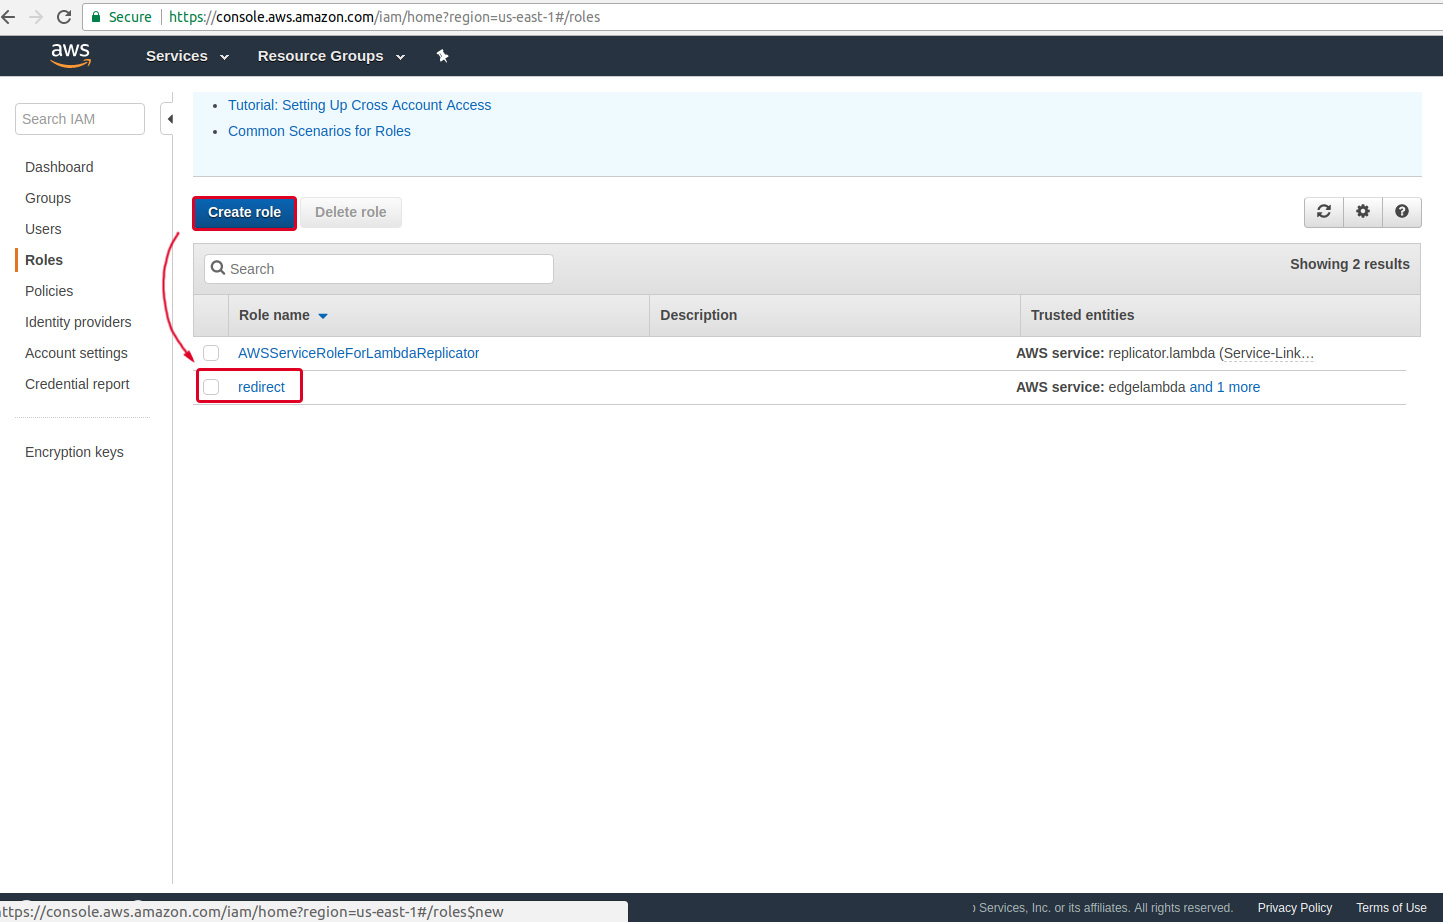 Secure https://console.aws.amazon.com/iam/home?region=us-east-1#/roles
aws Services Resource Groups
Search IAM
Dashboard
Groups
Users
Roles
Policies
Identity providers
Account settings
Credential report
Encryption keys
Tutorial: Setting Up Cross Account Access
Common Scenarios for Roles
Create role Delete role
Search Showing 2 results
Role name Description Trusted entities
AWSServiceRoleForLambdaReplicator AWS service: replicator.lambda (Service-Link…
redirect AWS service: edgelambda and 1 more
ttps://console.aws.amazon.com/iam/home?region=us-east-1#/roles$new
Services, Inc. or its affiliates. All rights reserved. Privacy Policy Terms of Use